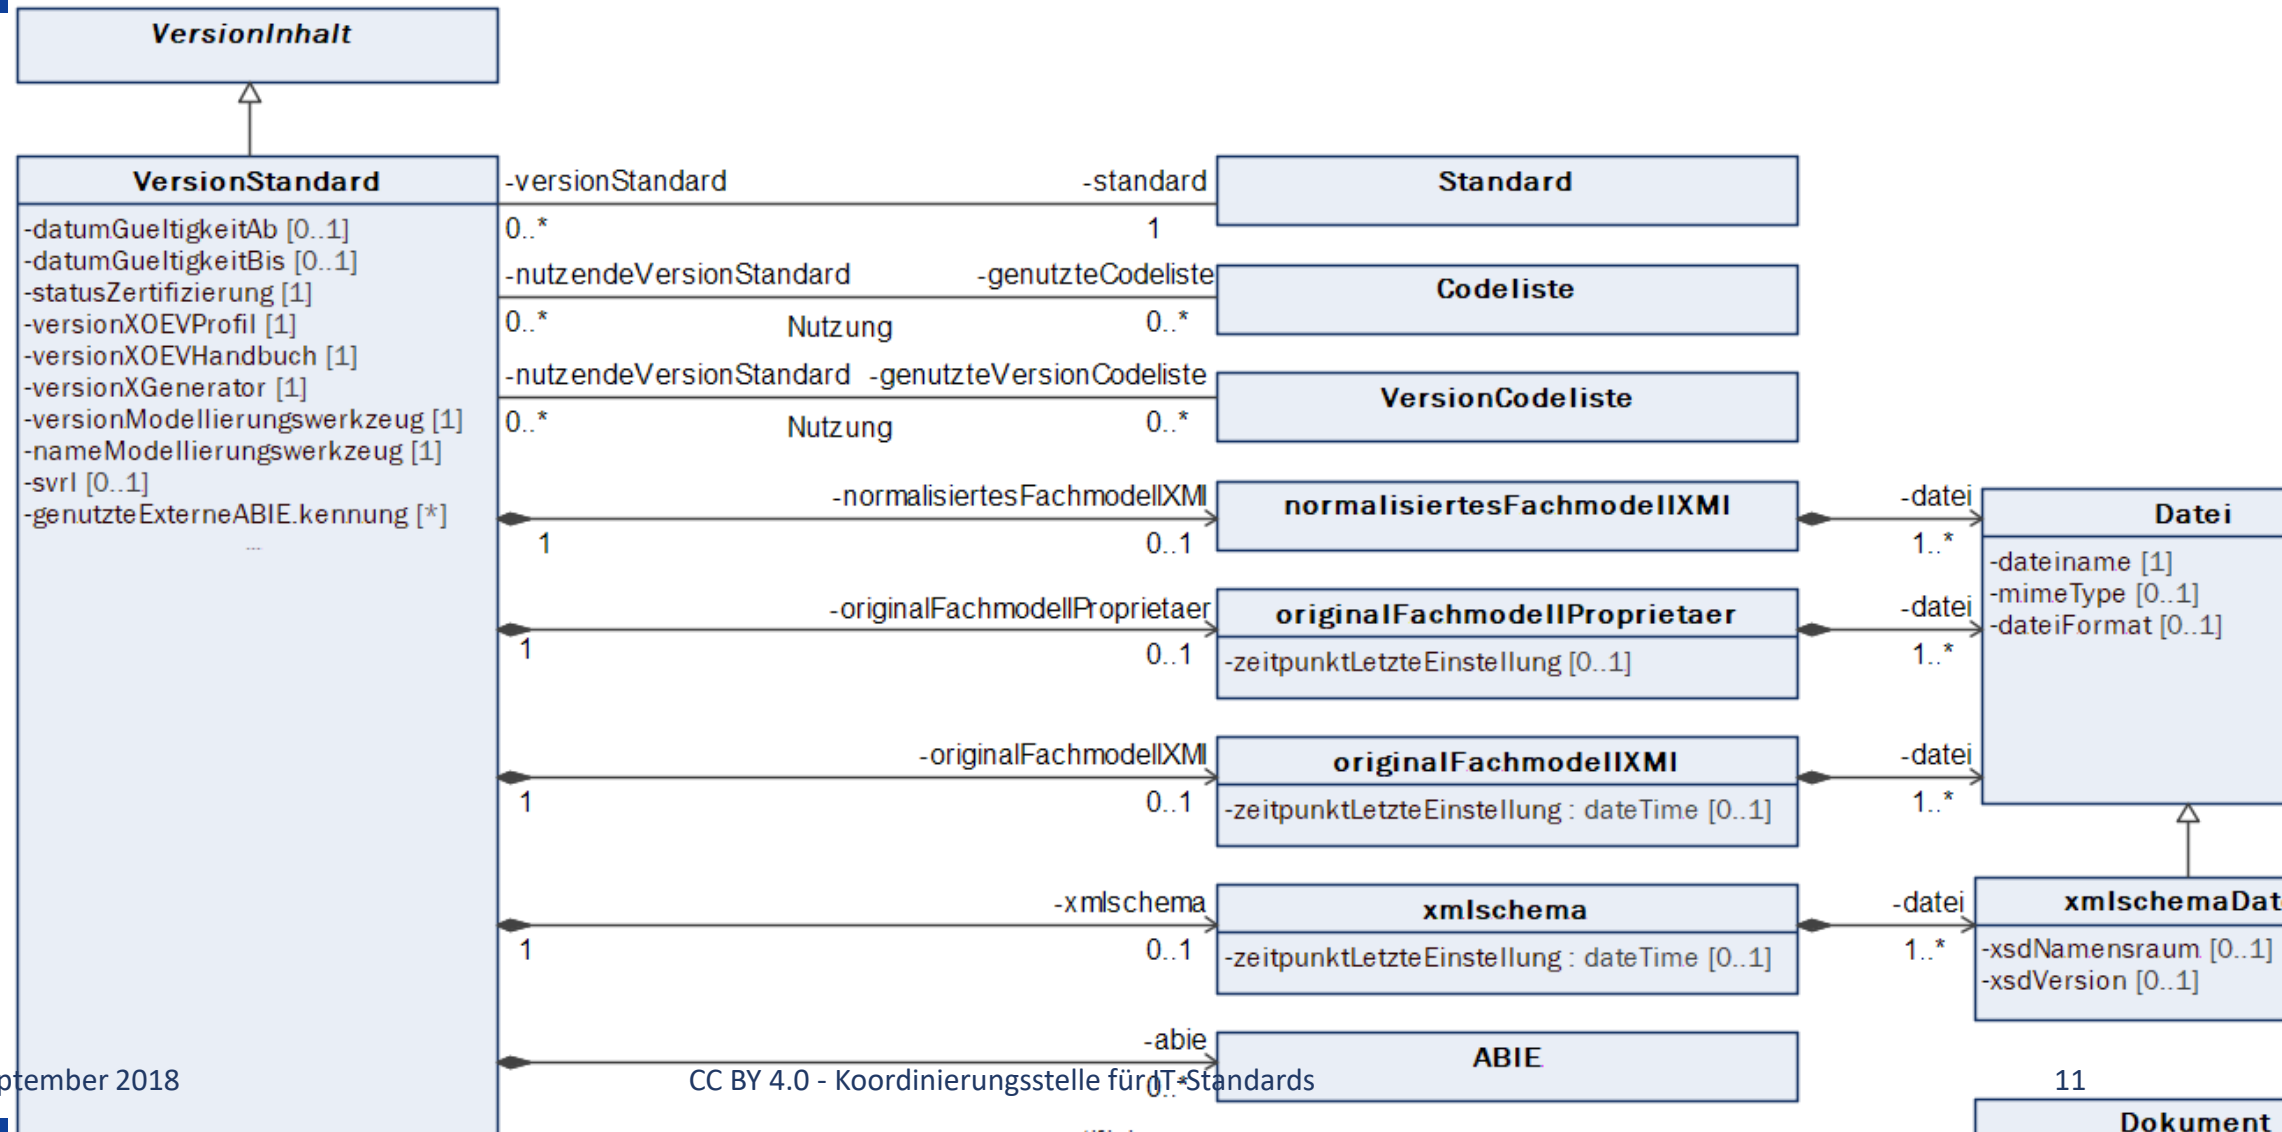 VersionInhalt
VersionStandard
-datumGueltigkeitAb [0..1]
-datumGueltigkeitBis [0..1]
-statusZertifizierung [1]
-versionXOEVProfil [1]
-versionXOEVHandbuch [1]
-versionXGenerator [1]
-versionModellierungswerkzeug [1]
-nameModellierungswerkzeug [1]
-svrl [0..1]
-genutzteExterneABIE.kennung [*]
...
-versionStandard -standard
0..* 1
Standard
-nutzendeVersionStandard -genutzteCodeliste
0..* Nutzung 0..*
Codeliste
-nutzendeVersionStandard -genutzteVersionCodeliste
0..* Nutzung 0..*
VersionCodeliste
-normalisiertesFachmodellXMI
1 0..1
normalisiertesFachmodellXMI
-datei
1..*
Datei
-dateiname [1]
-mimeType [0..1]
-dateiFormat [0..1]
-originalFachmodellProprietaer
1 0..1
originalFachmodellProprietaer
-zeitpunktLetzteEinstellung [0..1]
-datei
1..*
-originalFachmodellXMI
1 0..1
originalFachmodellXMI
-zeitpunktLetzteEinstellung : dateTime [0..1]
-datei
1..*
-xmlschema
1 0..1
xmlschema
-zeitpunktLetzteEinstellung : dateTime [0..1]
-datei
1..*
xmlschemaDat
-xsdNamensraum [0..1]
-xsdVersion [0..1]
-abie
0..*
ABIE
ptember 2018
CC BY 4.0 - Koordinierungsstelle für IT-Standards
11
Dokument